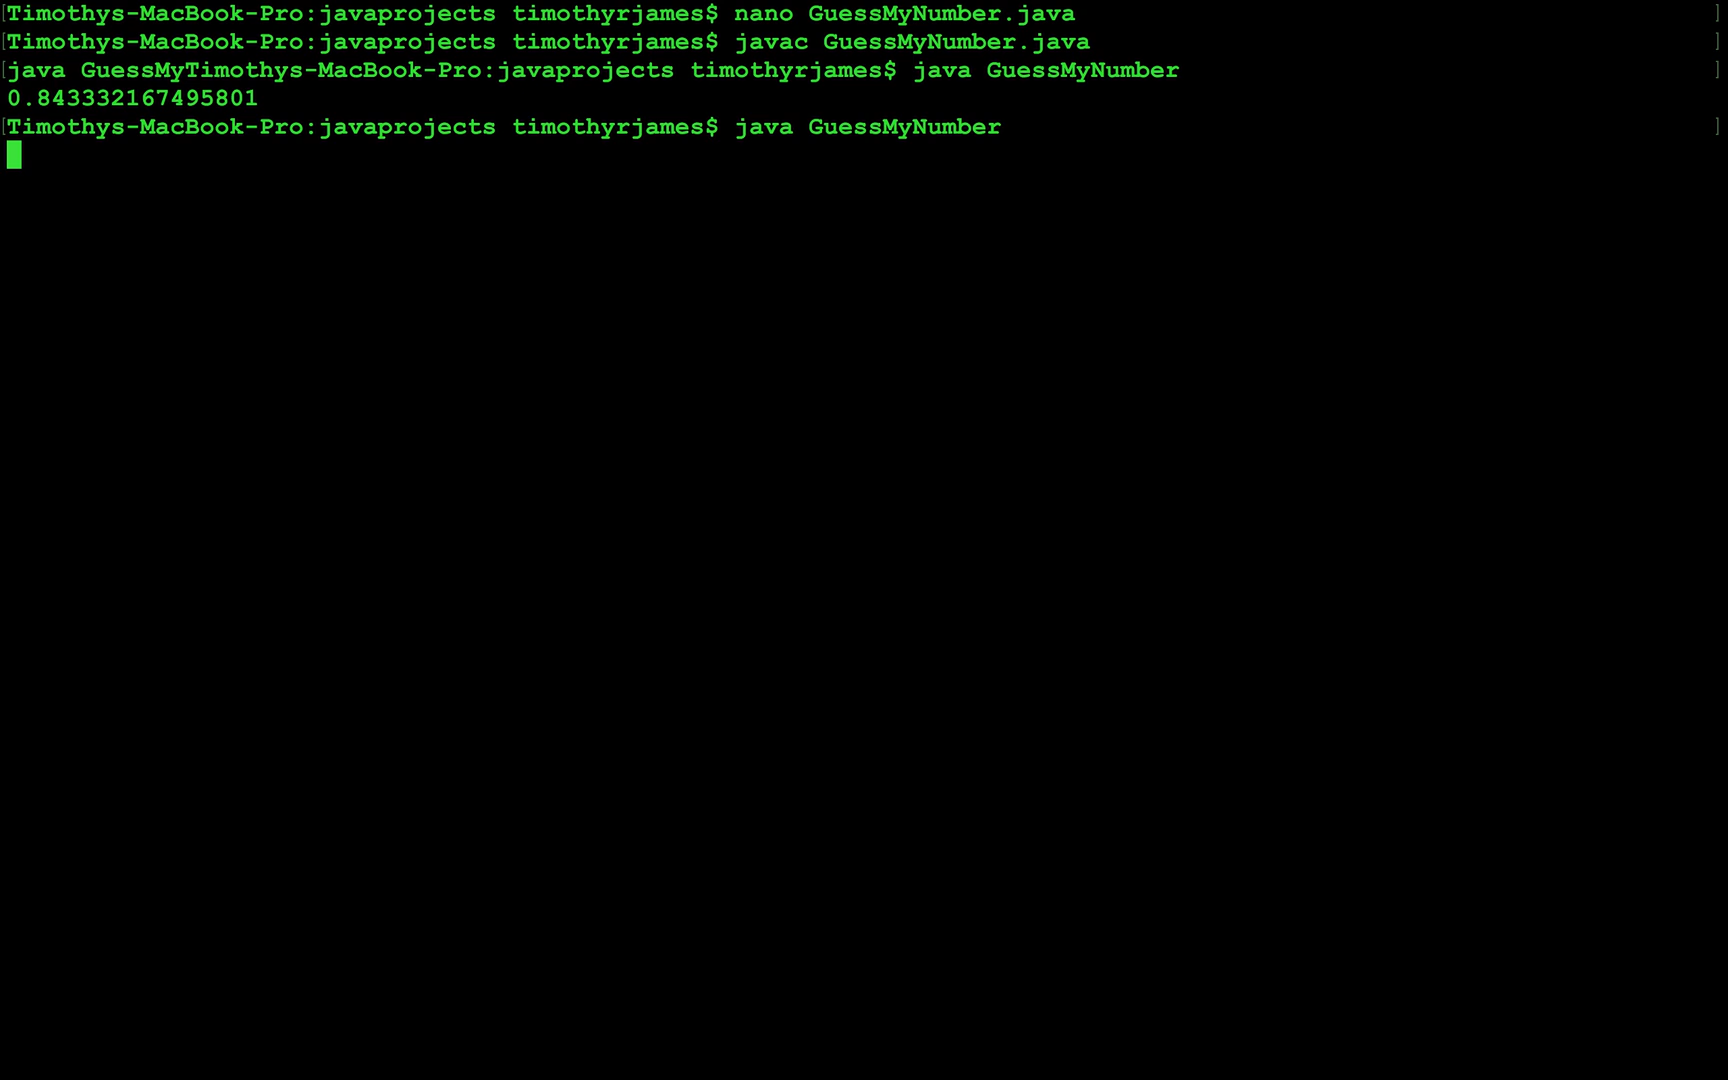 [Timothys-MacBook-Pro:javaprojects timothyrjames$ nano GuessMyNumber.java ]
[Timothys-MacBook-Pro:javaprojects timothyrjames$ javac GuessMyNumber.java ]
[java GuessMyTimothys-MacBook-Pro:javaprojects timothyrjames$ java GuessMyNumber ]
0.843332167495801
[Timothys-MacBook-Pro:javaprojects timothyrjames$ java GuessMyNumber ]